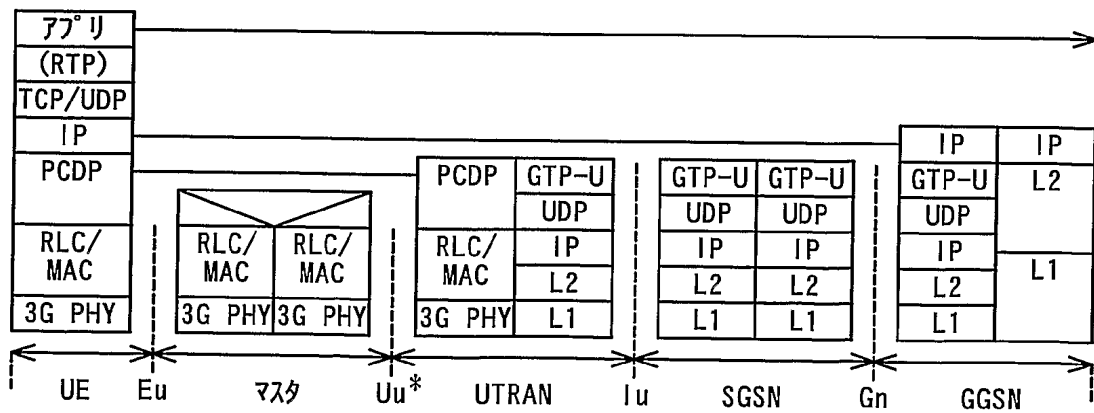 アプリ
(RTP)
TCP/UDP
IP
PCDP
RLC/
MAC
3G PHY
RLC/
MAC
RLC/
MAC
3G PHY
3G PHY
PCDP
RLC/
MAC
3G PHY
GTP-U
UDP
IP
L2
L1
GTP-U
UDP
IP
L2
L1
GTP-U
UDP
IP
L2
L1
IP
GTP-U
UDP
IP
L2
L1
IP
L2
L1
UE Eu マスタ Uu* UTRAN Iu SGSN Gn GGSN